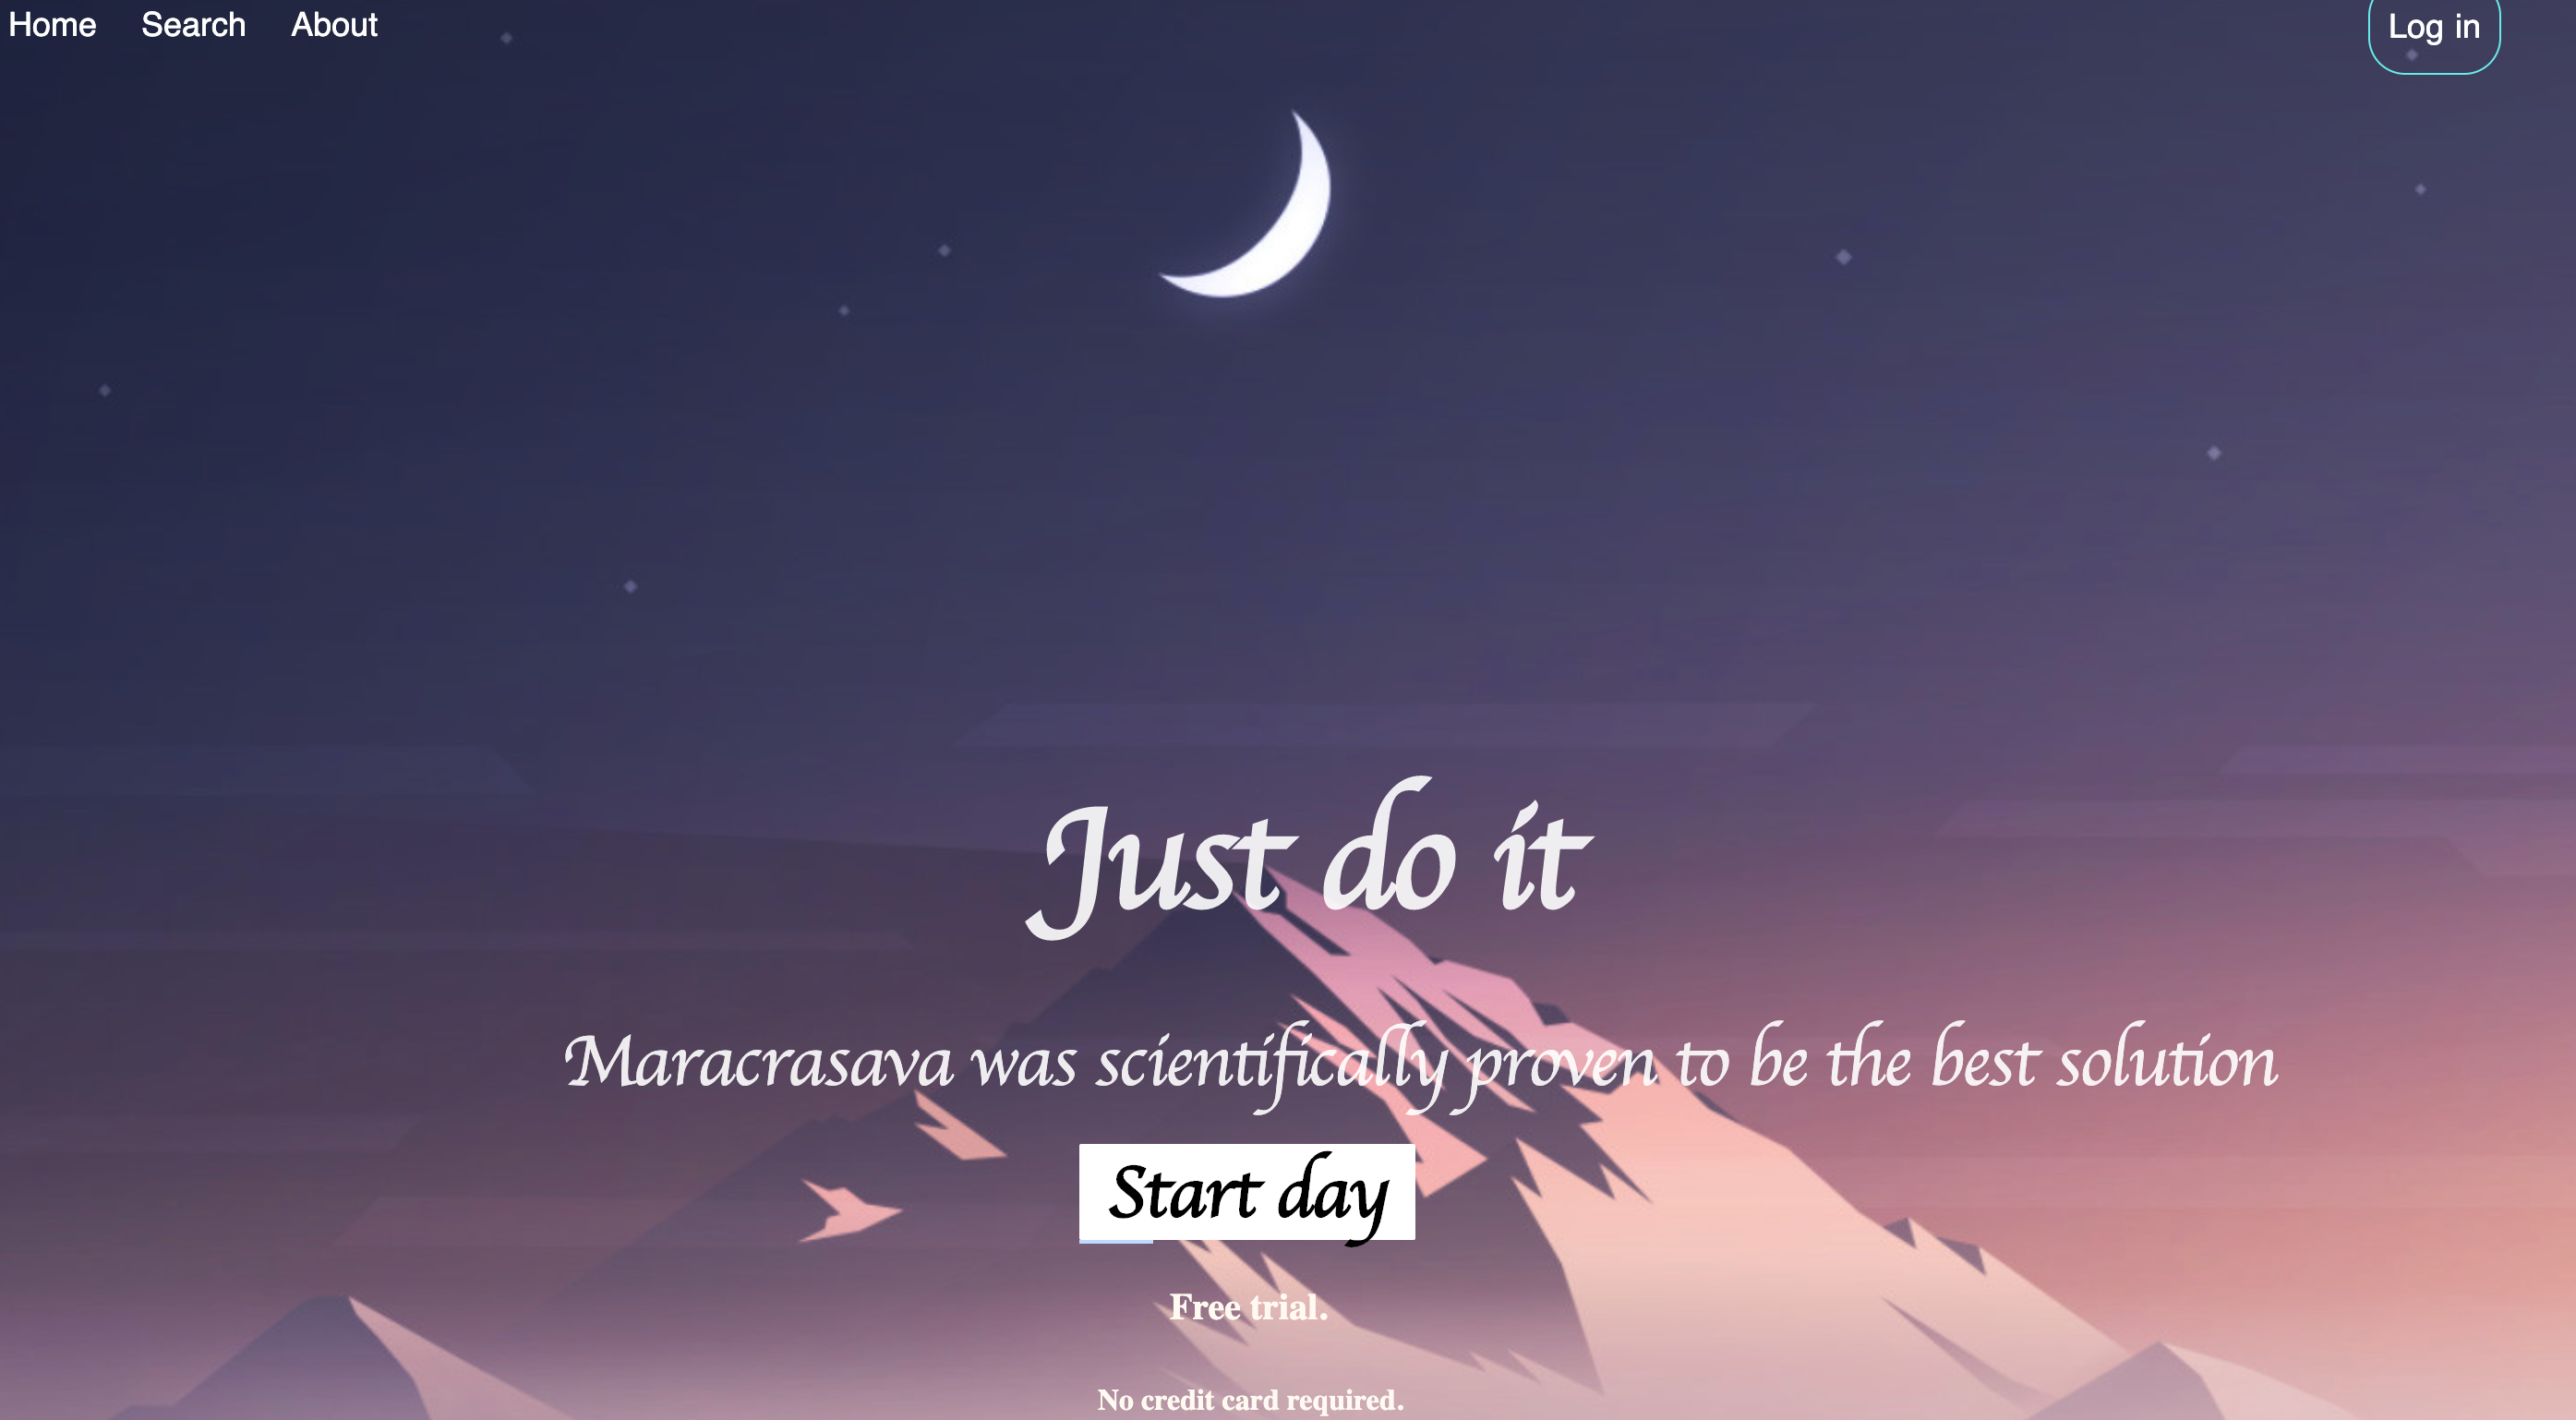 Home Search About Log in
Just do it
Maracrasava was scientifically proven to be the best solution
Start day
Free trial.
No credit card required.